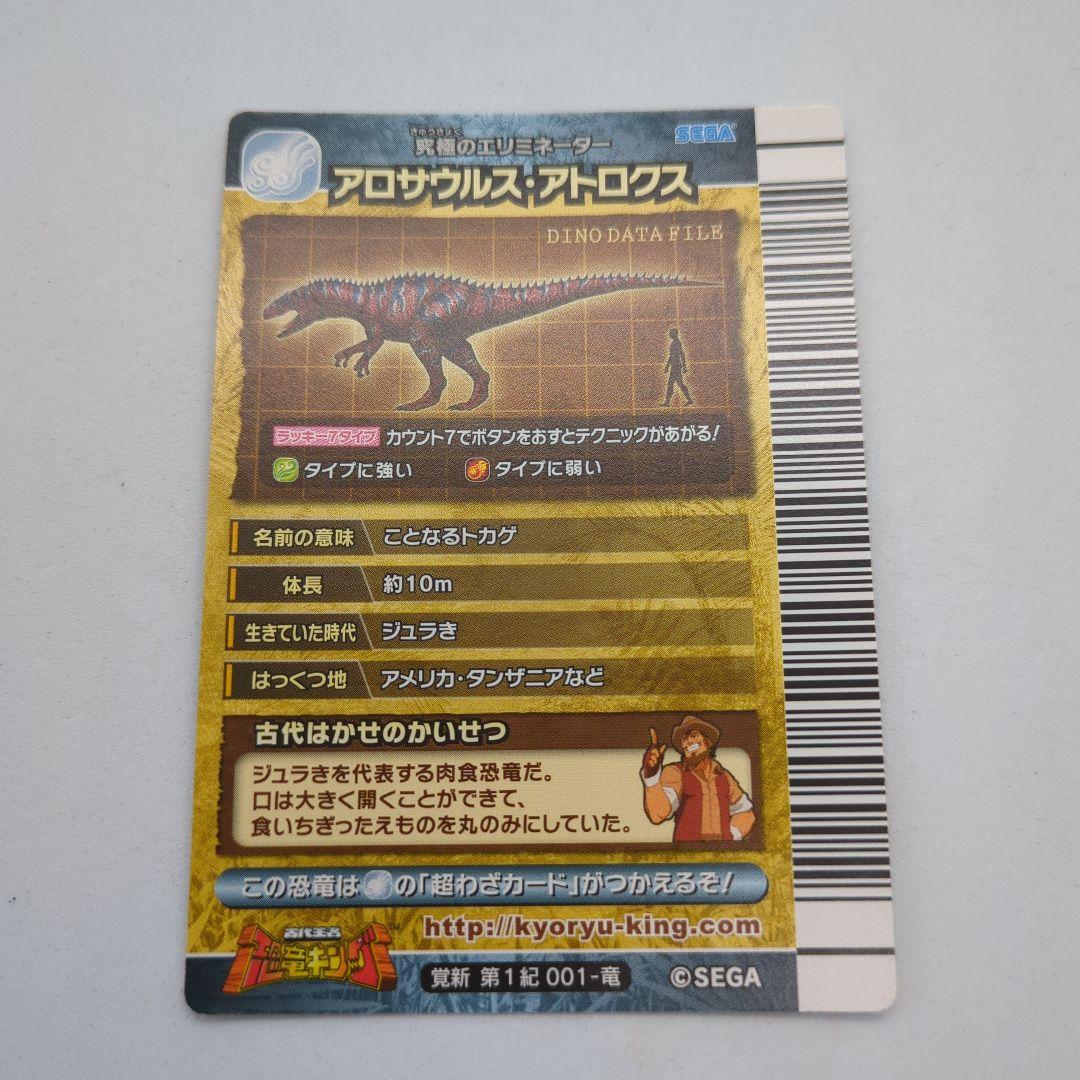 きゅうきょく
究極のエリミネーター
SEGA
アロサウルス・アトロクス
DINO DATA FILE
ラッキー7タイプ カウント7でボタンをおすとテクニックがあがる!
タイプに強い タイプに弱い
名前の意味 ことなるトカゲ
体長 約10m
生きていた時代 ジュラき
はっくつ地 アメリカ・タンザニアなど
古代はかせのかいせつ
ジュラきを代表する肉食恐竜だ。
口は大きく開くことができて、
食いちぎったえものを丸のみにしていた。
この恐竜は の「超わざカード」がつかえるぞ!
古代王者
恐竜キング
TM
http://kyoryu-king.com
覚新 第1紀 001-竜
©SEGA